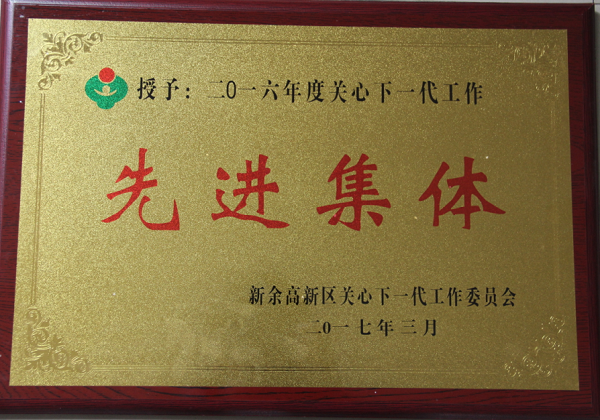 授予：二〇一六年度关心下一代工作
先进集体
新余高新区关心下一代工作委员会
二o一七年三月